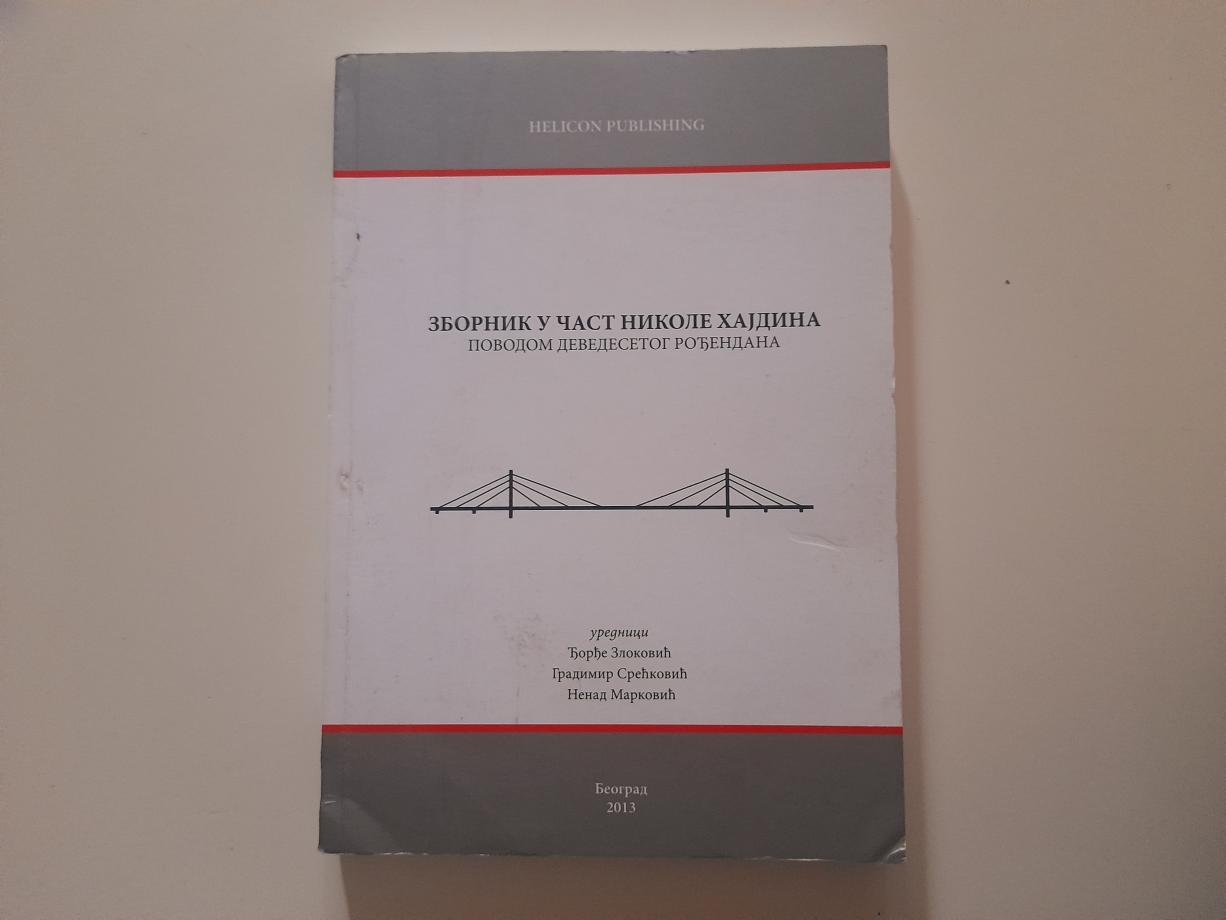 HELICON PUBLISHING
ЗБОРНИК У ЧАСТ НИКОЛЕ ХАЈДИНА
ПОВОДОМ ДЕВЕДЕСЕТОГ РОЂЕНДАНА
уредници
Ђорђе Злоковић
Градимир Срећковић
Ненад Марковић
Београд
2013